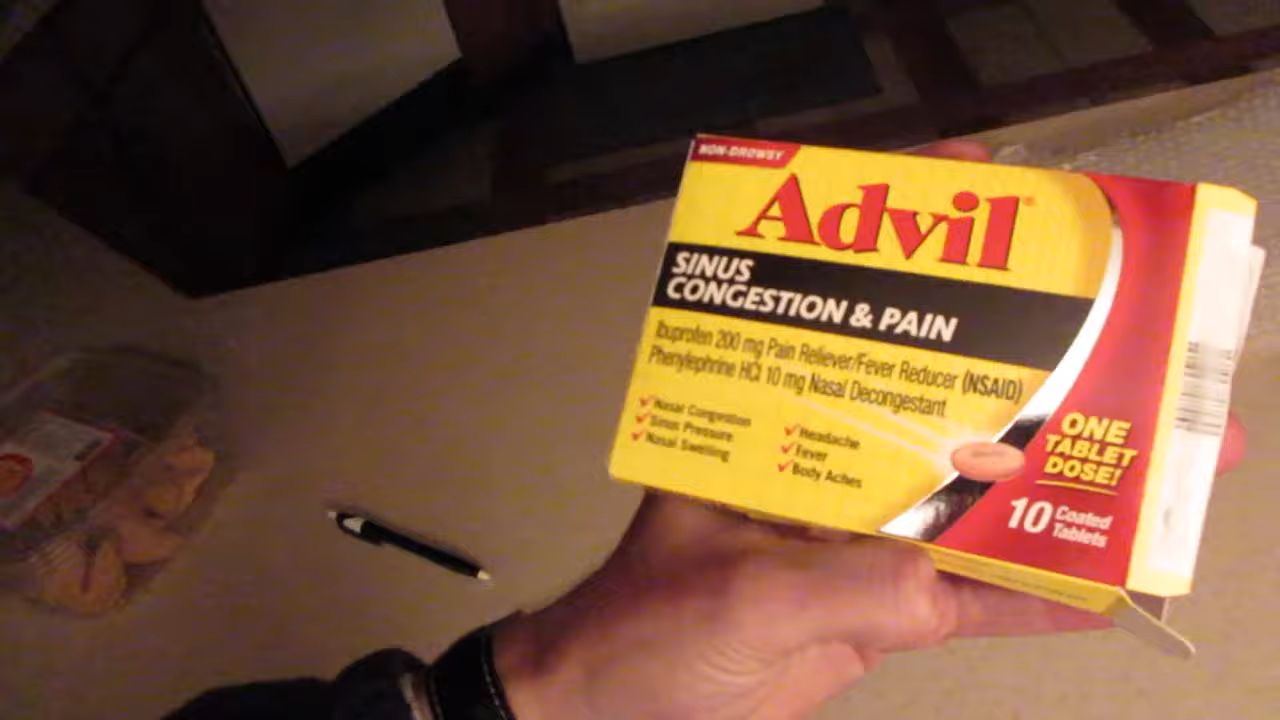 NON-DROWSY
Advil®
SINUS
CONGESTION & PAIN
Ibuprofen 200 mg Pain Reliever/Fever Reducer (NSAID)
Phenylephrine HCl 10 mg Nasal Decongestant
Nasal Congestion
Sinus Pressure
Nasal Swelling
Headache
Fever
Body Aches
ONE
TABLET
DOSE!
10 Coated
Tablets